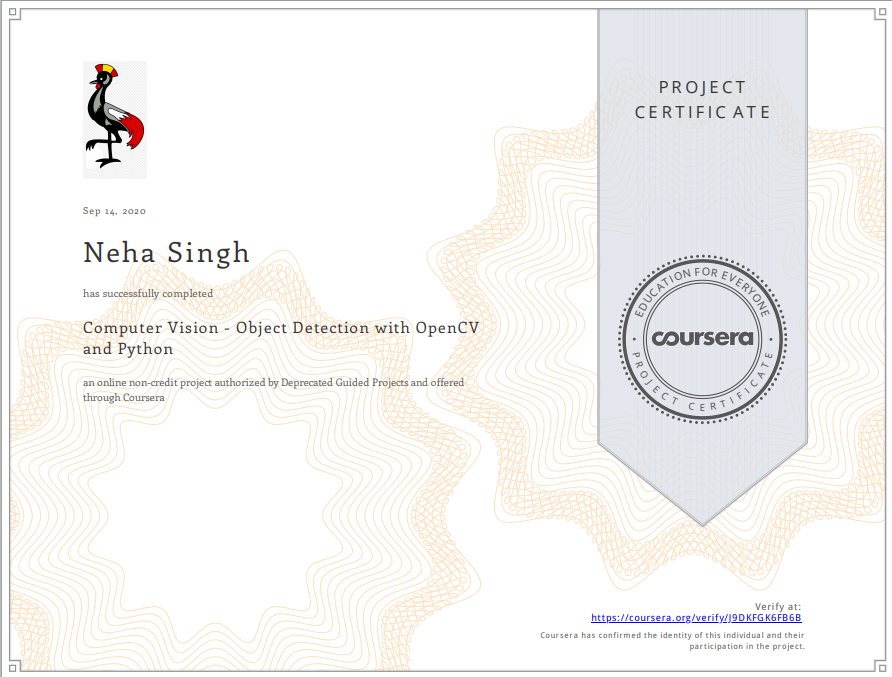 PROJECT
CERTIFICATE
Sep 14, 2020
Neha Singh
has successfully completed
Computer Vision - Object Detection with OpenCV
and Python
an online non-credit project authorized by Deprecated Guided Projects and offered
through Coursera
EDUCATION FOR EVERYONE
coursera
PROJECT CERTIFICATE
Verify at:
https://coursera.org/verify/J9DKFGK6FB6B
Coursera has confirmed the identity of this individual and their
participation in the project.